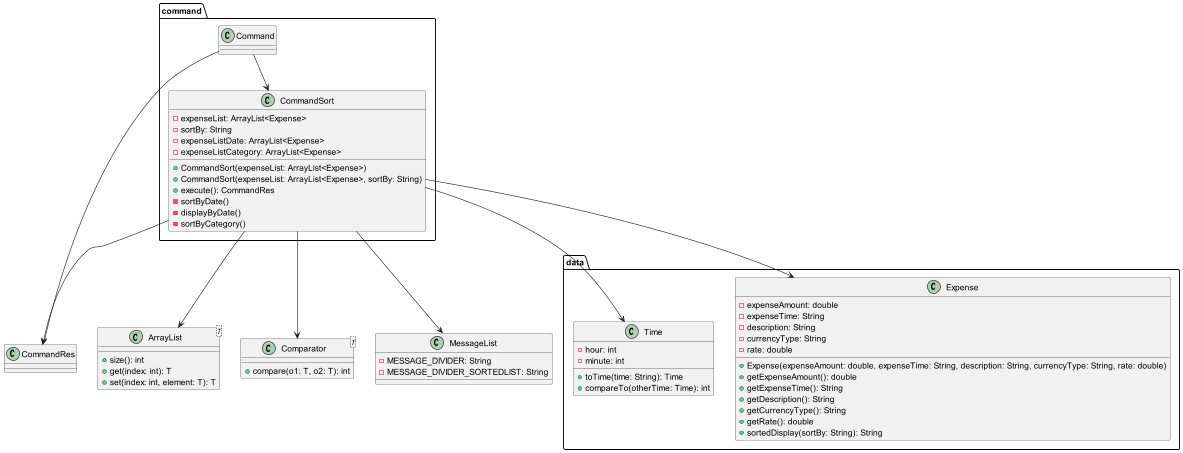 command
C Command
C CommandSort
expenseList: ArrayList<Expense>
sortBy: String
expenseListDate: ArrayList<Expense>
expenseListCategory: ArrayList<Expense>
CommandSort(expenseList: ArrayList<Expense>)
CommandSort(expenseList: ArrayList<Expense>, sortBy: String)
execute(): CommandRes
sortByDate()
displayByDate()
sortByCategory()
C CommandRes
C ArrayList
size(): int
get(index: int): T
set(index: int, element: T): T
C Comparator
compare(o1: T, o2: T): int
C MessageList
MESSAGE_DIVIDER: String
MESSAGE_DIVIDER_SORTEDLIST: String
data
C Time
hour: int
minute: int
toTime(time: String): Time
compareTo(otherTime: Time): int
C Expense
expenseAmount: double
expenseTime: String
description: String
currencyType: String
rate: double
Expense(expenseAmount: double, expenseTime: String, description: String, currencyType: String, rate: double)
getExpenseAmount(): double
getExpenseTime(): String
getDescription(): String
getCurrencyType(): String
getRate(): double
sortedDisplay(sortBy: String): String